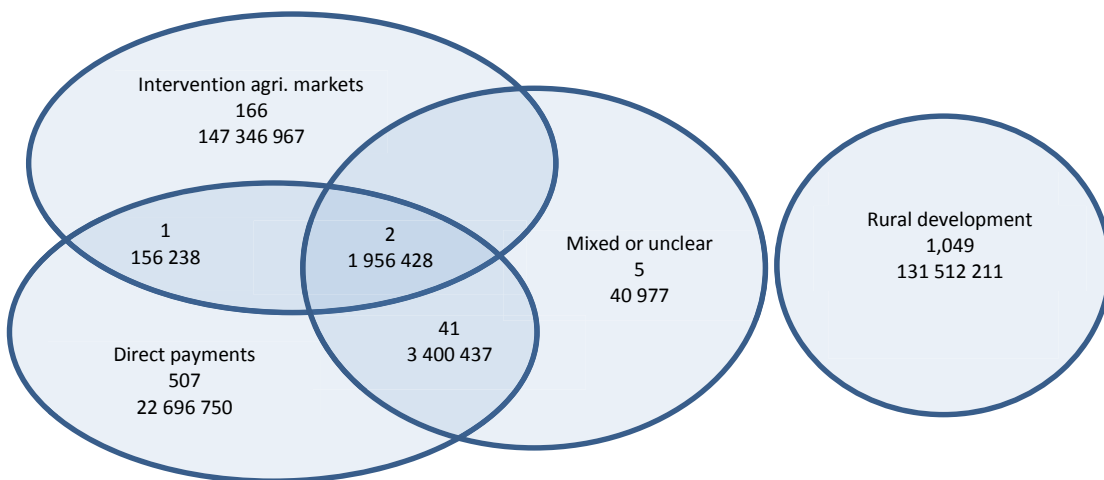 Intervention agri. markets
166
147 346 967
1
156 238
2
1 956 428
Mixed or unclear
5
40 977
41
3 400 437
Direct payments
507
22 696 750
Rural development
1,049
131 512 211